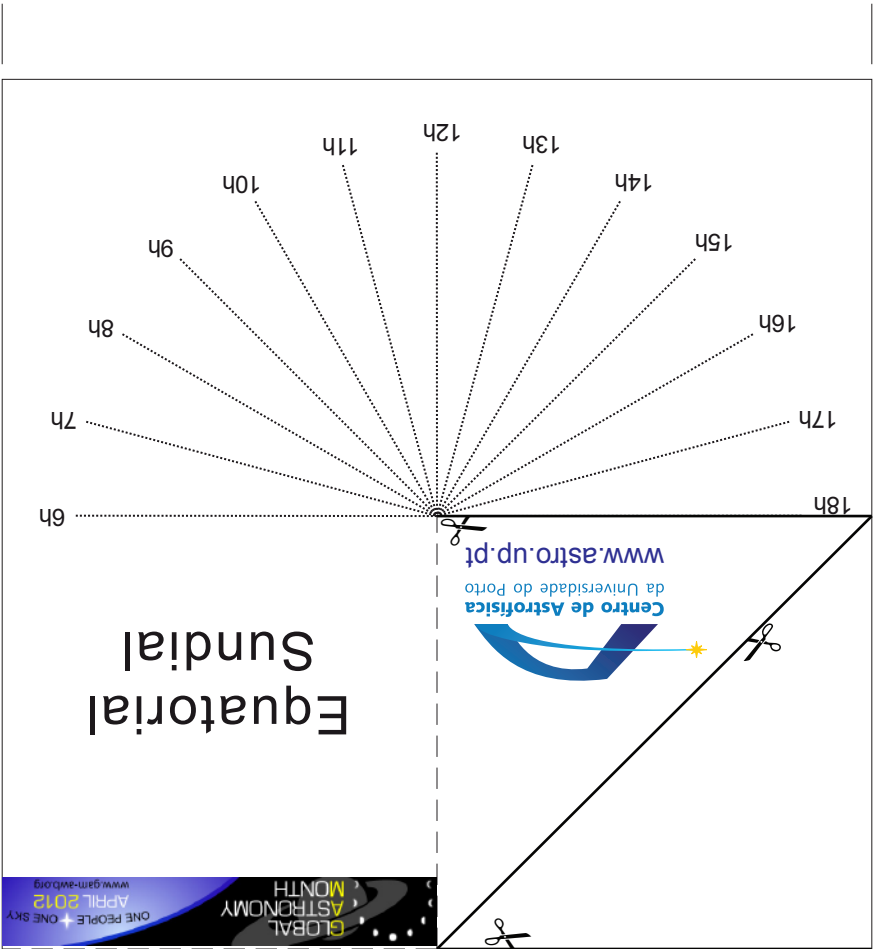 GLOBAL
ASTRONOMY
MONTH
ONE PEOPLE ONE SKY
APRIL 2012
www.gam-awb.org
Equatorial
Sundial
Centro de Astrofísica
da Universidade do Porto
www.astro.up.pt
18h
17h
16h
15h
14h
13h
12h
11h
10h
9h
8h
7h
6h